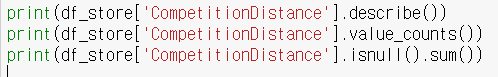 print(df_store['CompetitionDistance'].describe())
print(df_store['CompetitionDistance'].value_counts())
print(df_store['CompetitionDistance'].isnull().sum())